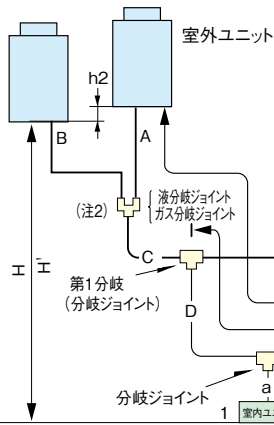 室外ユニット
h2
B
A
(注2)
液分岐ジョイント
ガス分岐ジョイント
C
第1分岐
(分岐ジョイント)
H
H'
D
分岐ジョイント
a
1
室内ユニ